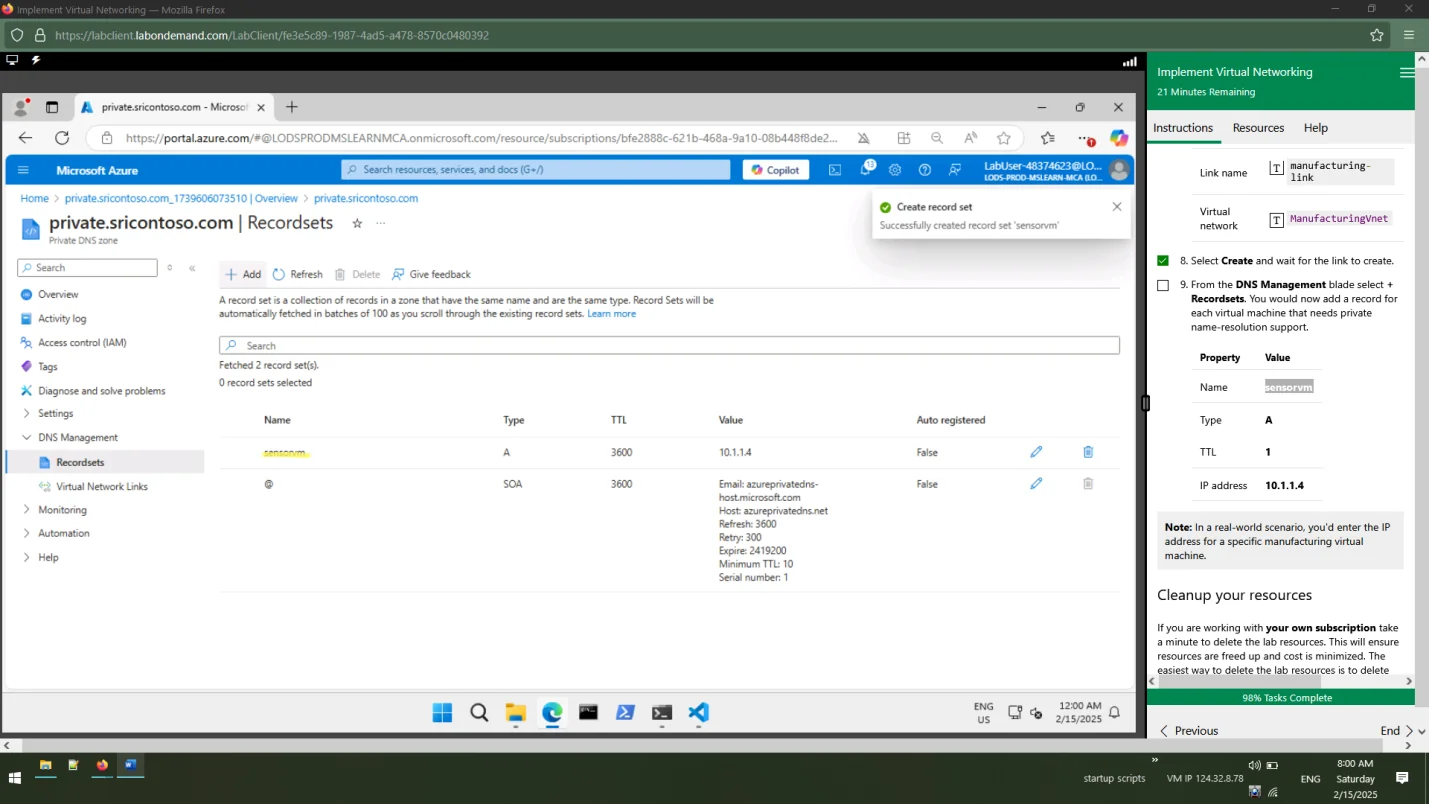 Implement Virtual Networking — Mozilla Firefox
https://labclient.labondemand.com/LabClient/fe3e5c89-1987-4ad5-a478-8570c0480392
private.sricontoso.com - Microsof
https://portal.azure.com/#@LODSPRODMSLEARNMCA.onmicrosoft.com/resource/subscriptions/bfe2888c-621b-468a-9a10-08b448f8de2...
Microsoft Azure
Search resources, services, and docs (G+/)
Copilot
13
LabUser-48374623@LO...
LODS-PROD-MSLEARN-MCA (LO...
Home > private.sricontoso.com_1739606073510 | Overview > private.sricontoso.com
private.sricontoso.com | Recordsets
Private DNS zone
Create record set
Successfully created record set 'sensorvm'
Search
Overview
Activity log
Access control (IAM)
Tags
Diagnose and solve problems
Settings
DNS Management
Recordsets
Virtual Network Links
Monitoring
Automation
Help
Add
Refresh
Delete
Give feedback
A record set is a collection of records in a zone that have the same name and are the same type. Record Sets will be
automatically fetched in batches of 100 as you scroll through the existing record sets. Learn more
Search
Fetched 2 record set(s).
0 record sets selected
Name Type TTL Value Auto registered
sensorvm A 3600 10.1.1.4 False
@ SOA 3600 Email: azureprivatedns- False
host.microsoft.com
Host: azureprivatedns.net
Refresh: 3600
Retry: 300
Expire: 2419200
Minimum TTL: 10
Serial number: 1
ENG
US
12:00 AM
2/15/2025
Implement Virtual Networking
21 Minutes Remaining
Instructions Resources Help
Link name T manufacturing-
link
Virtual
network T ManufacturingVnet
8. Select Create and wait for the link to create.
9. From the DNS Management blade select +
Recordsets. You would now add a record for
each virtual machine that needs private
name-resolution support.
Property Value
Name sensorvm
Type A
TTL 1
IP address 10.1.1.4
Note: In a real-world scenario, you'd enter the IP
address for a specific manufacturing virtual
machine.
Cleanup your resources
If you are working with your own subscription take
a minute to delete the lab resources. This will ensure
resources are freed up and cost is minimized. The
easiest way to delete the lab resources is to delete
98% Tasks Complete
Previous
End
startup scripts
VM IP 124.32.8.78
ENG
8:00 AM
Saturday
2/15/2025